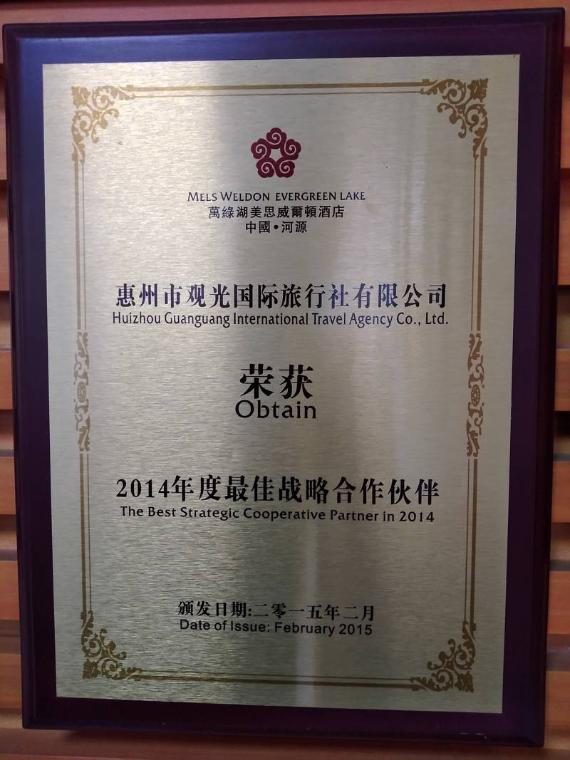 MELS WELDON EVERGREEN LAKE
萬綠湖美思威爾頓酒店
中國•河源
惠州市观光国际旅行社有限公司
Huizhou Guanguang International Travel Agency Co., Ltd.
荣获
Obtain
2014年度最佳战略合作伙伴
The Best Strategic Cooperative Partner in 2014
颁发日期:二零一五年二月
Date of Issue: February 2015